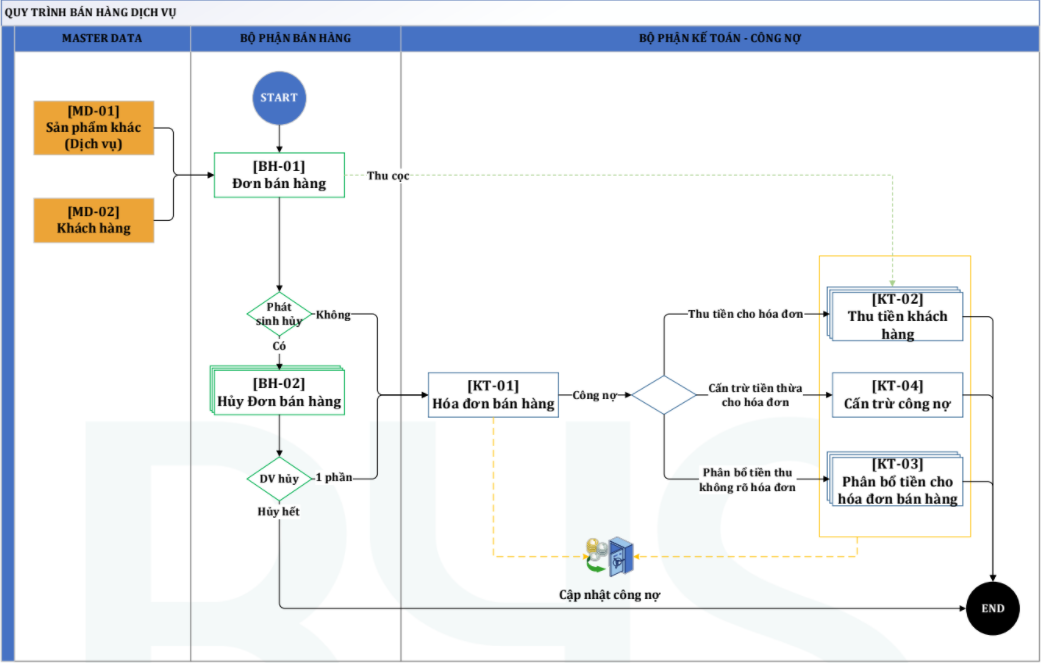 QUY TRÌNH BÁN HÀNG DỊCH VỤ
MASTER DATA
BỘ PHẬN BÁN HÀNG
BỘ PHẬN KẾ TOÁN - CÔNG NỢ
START
[MD-01]
Sản phẩm khác
(Dịch vụ)
[BH-01]
Đơn bán hàng
Thu cọc
[MD-02]
Khách hàng
Phát
sinh hủy
Không
Có
[BH-02]
Hủy Đơn bán hàng
DV hủy
1 phần
Hủy hết
[KT-01]
Hóa đơn bán hàng
Công nợ
Thu tiền cho hóa đơn
[KT-02]
Thu tiền khách
hàng
Cấn trừ tiền thừa
cho hóa đơn
[KT-04]
Cấn trừ công nợ
Phân bổ tiền thu
không rõ hóa đơn
[KT-03]
Phân bổ tiền cho
hóa đơn bán hàng
Cập nhật công nợ
END
BYS